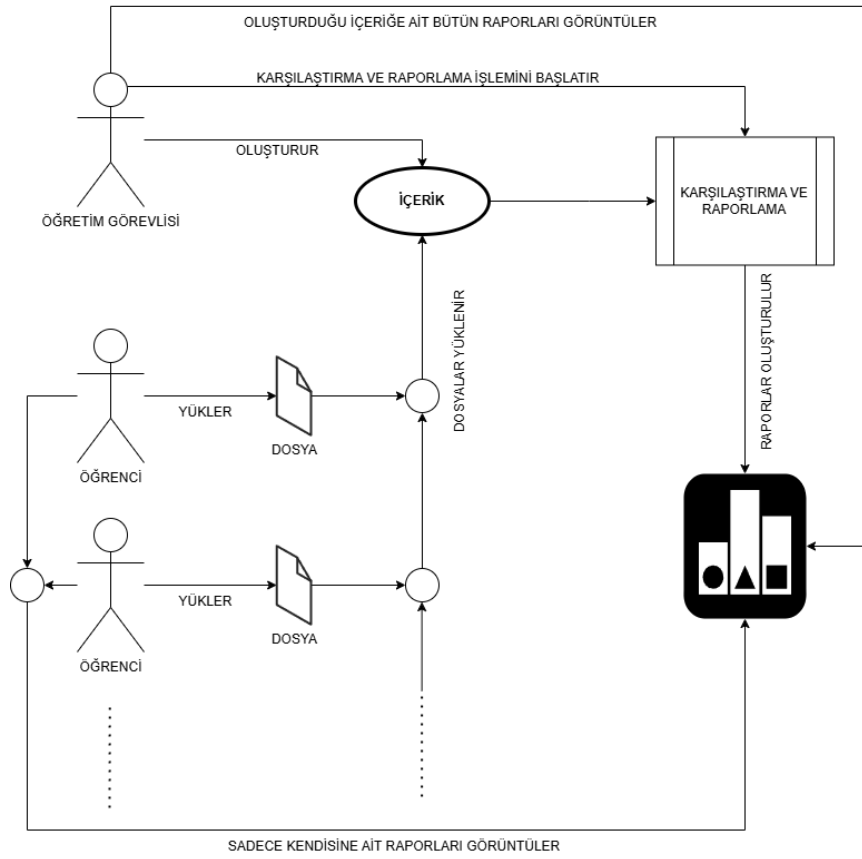 OLUŞTURDUĞU İÇERİĞE AİT BÜTÜN RAPORLARI GÖRÜNTÜLER
KARŞILAŞTIRMA VE RAPORLAMA İŞLEMİNİ BAŞLATIR
OLUŞTURUR
ÖĞRETİM GÖREVLİSİ
İÇERİK
KARŞILAŞTIRMA VE
RAPORLAMA
DOSYALAR YÜKLENİR
RAPORLAR OLUŞTURULUR
YÜKLER
DOSYA
ÖĞRENCİ
YÜKLER
DOSYA
ÖĞRENCİ
SADECE KENDİSİNE AİT RAPORLARI GÖRÜNTÜLER